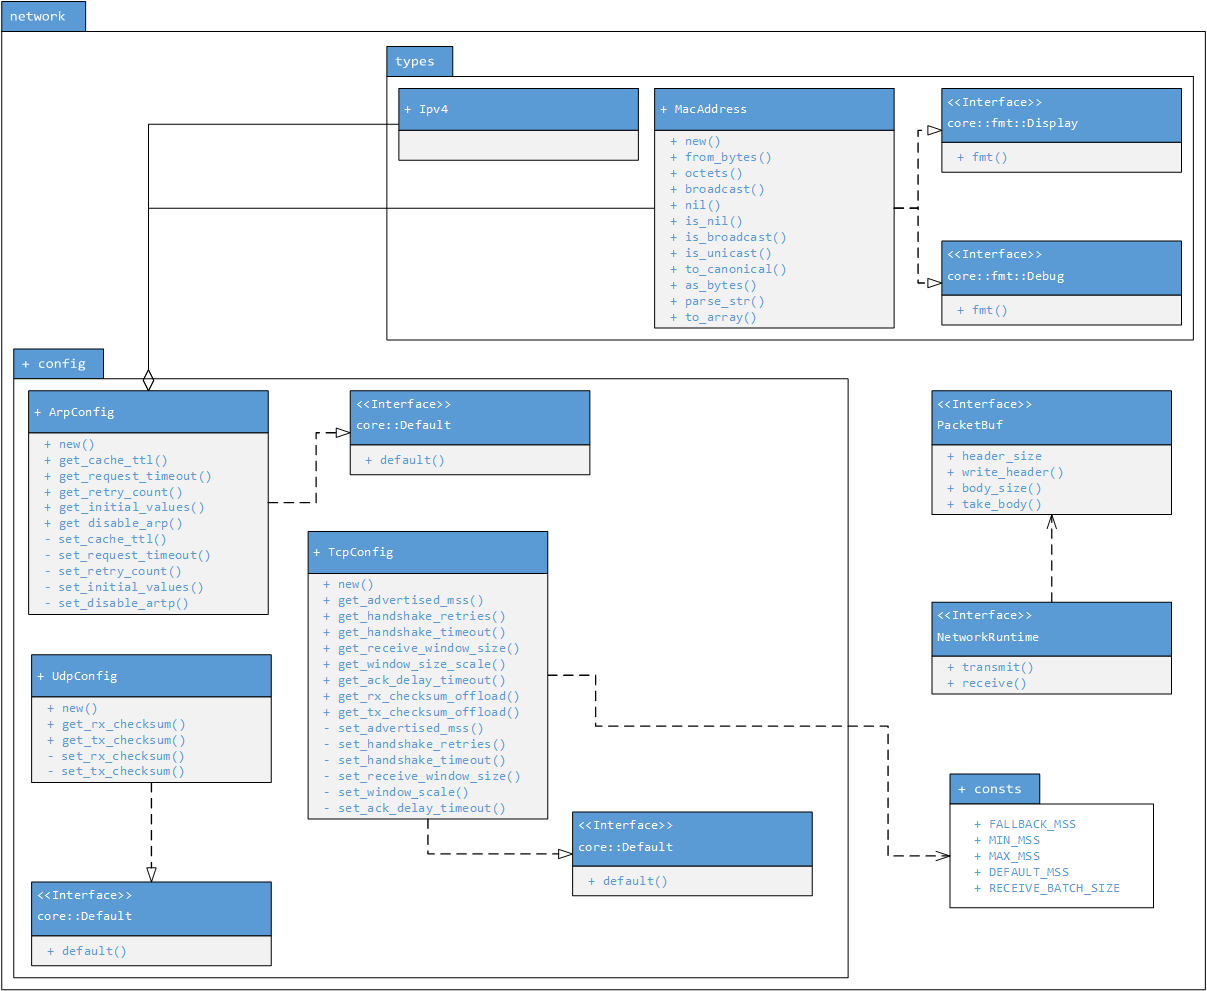 network
types
+ Ipv4
+ MacAddress
+ new()
+ from_bytes()
+ octets()
+ broadcast()
+ nil()
+ is_nil()
+ is_broadcast()
+ is_unicast()
+ to_canonical()
+ as_bytes()
+ parse_str()
+ to_array()
<<Interface>>
core::fmt::Display
+ fmt()
<<Interface>>
core::fmt::Debug
+ fmt()
+ config
+ ArpConfig
+ new()
+ get_cache_ttl()
+ get_request_timeout()
+ get_retry_count()
+ get_initial_values()
+ get disable_arp()
- set_cache_ttl()
- set_request_timeout()
- set_retry_count()
- set_initial_values()
- set_disable_artp()
<<Interface>>
core::Default
+ default()
+ TcpConfig
+ new()
+ get_advertised_mss()
+ get_handshake_retries()
+ get_handshake_timeout()
+ get_receive_window_size()
+ get_window_size_scale()
+ get_ack_delay_timeout()
+ get_rx_checksum_offload()
+ get_tx_checksum_offload()
- set_advertised_mss()
- set_handshake_retries()
- set_handshake_timeout()
- set_receive_window_size()
- set_window_scale()
- set_ack_delay_timeout()
+ UdpConfig
+ new()
+ get_rx_checksum()
+ get_tx_checksum()
- set_rx_checksum()
- set_tx_checksum()
<<Interface>>
core::Default
+ default()
<<Interface>>
core::Default
+ default()
<<Interface>>
PacketBuf
+ header_size
+ write_header()
+ body_size()
+ take_body()
<<Interface>>
NetworkRuntime
+ transmit()
+ receive()
+ consts
+ FALLBACK_MSS
+ MIN_MSS
+ MAX_MSS
+ DEFAULT_MSS
+ RECEIVE_BATCH_SIZE